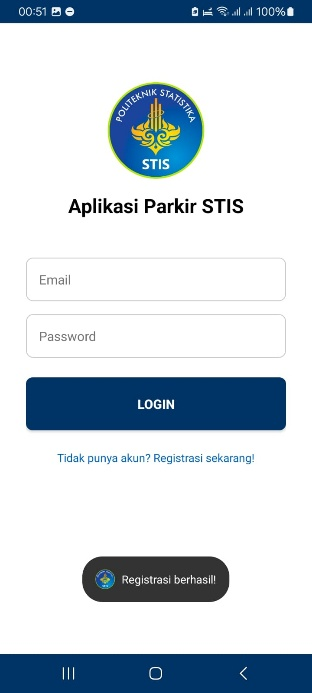 00:51
100%
POLITEKNIK STATISTIKA
STIS
Aplikasi Parkir STIS
Email
Password
LOGIN
Tidak punya akun? Registrasi sekarang!
Registrasi berhasil!